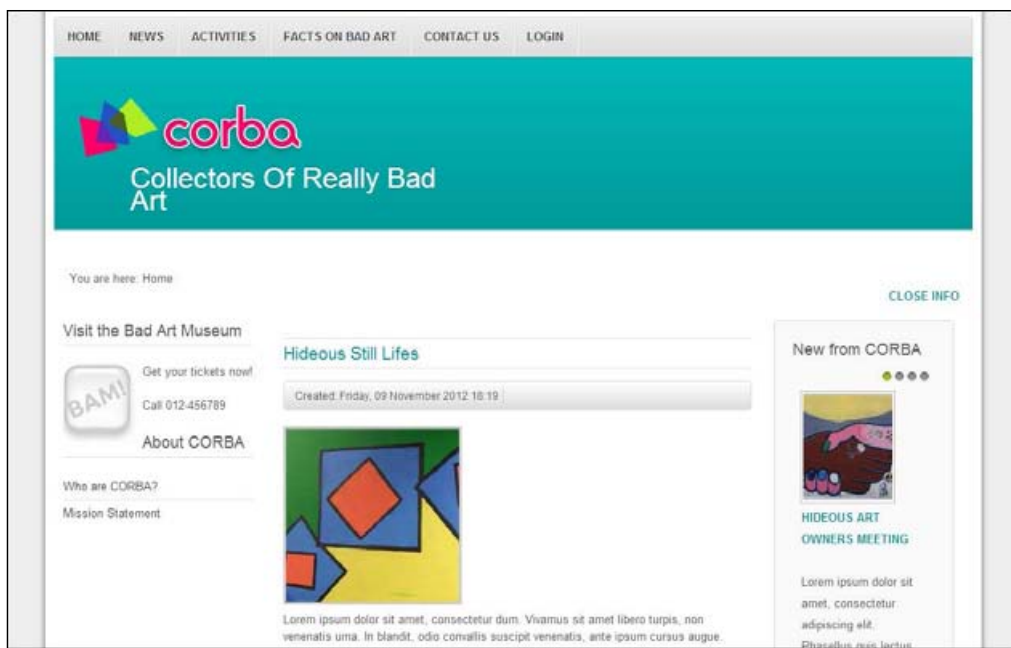 HOME NEWS ACTIVITIES FACTS ON BAD ART CONTACT US LOGIN
corba
Collectors Of Really Bad
Art
You are here: Home
CLOSE INFO
Visit the Bad Art Museum
BAM!
Get your tickets now!
Call 012-456789
About CORBA
Who are CORBA?
Mission Statement
Hideous Still Lifes
Created: Friday, 09 November 2012 18:19
Lorem ipsum dolor sit amet, consectetur dum. Vivamus sit amet libero turpis, non
venenatis urna. In blandit, odio convallis suscipit venenatis, ante ipsum cursus augue.
New from CORBA
HIDEOUS ART
OWNERS MEETING
Lorem ipsum dolor sit
amet, consectetur
adipiscing elit.
Phasellus quis lectus